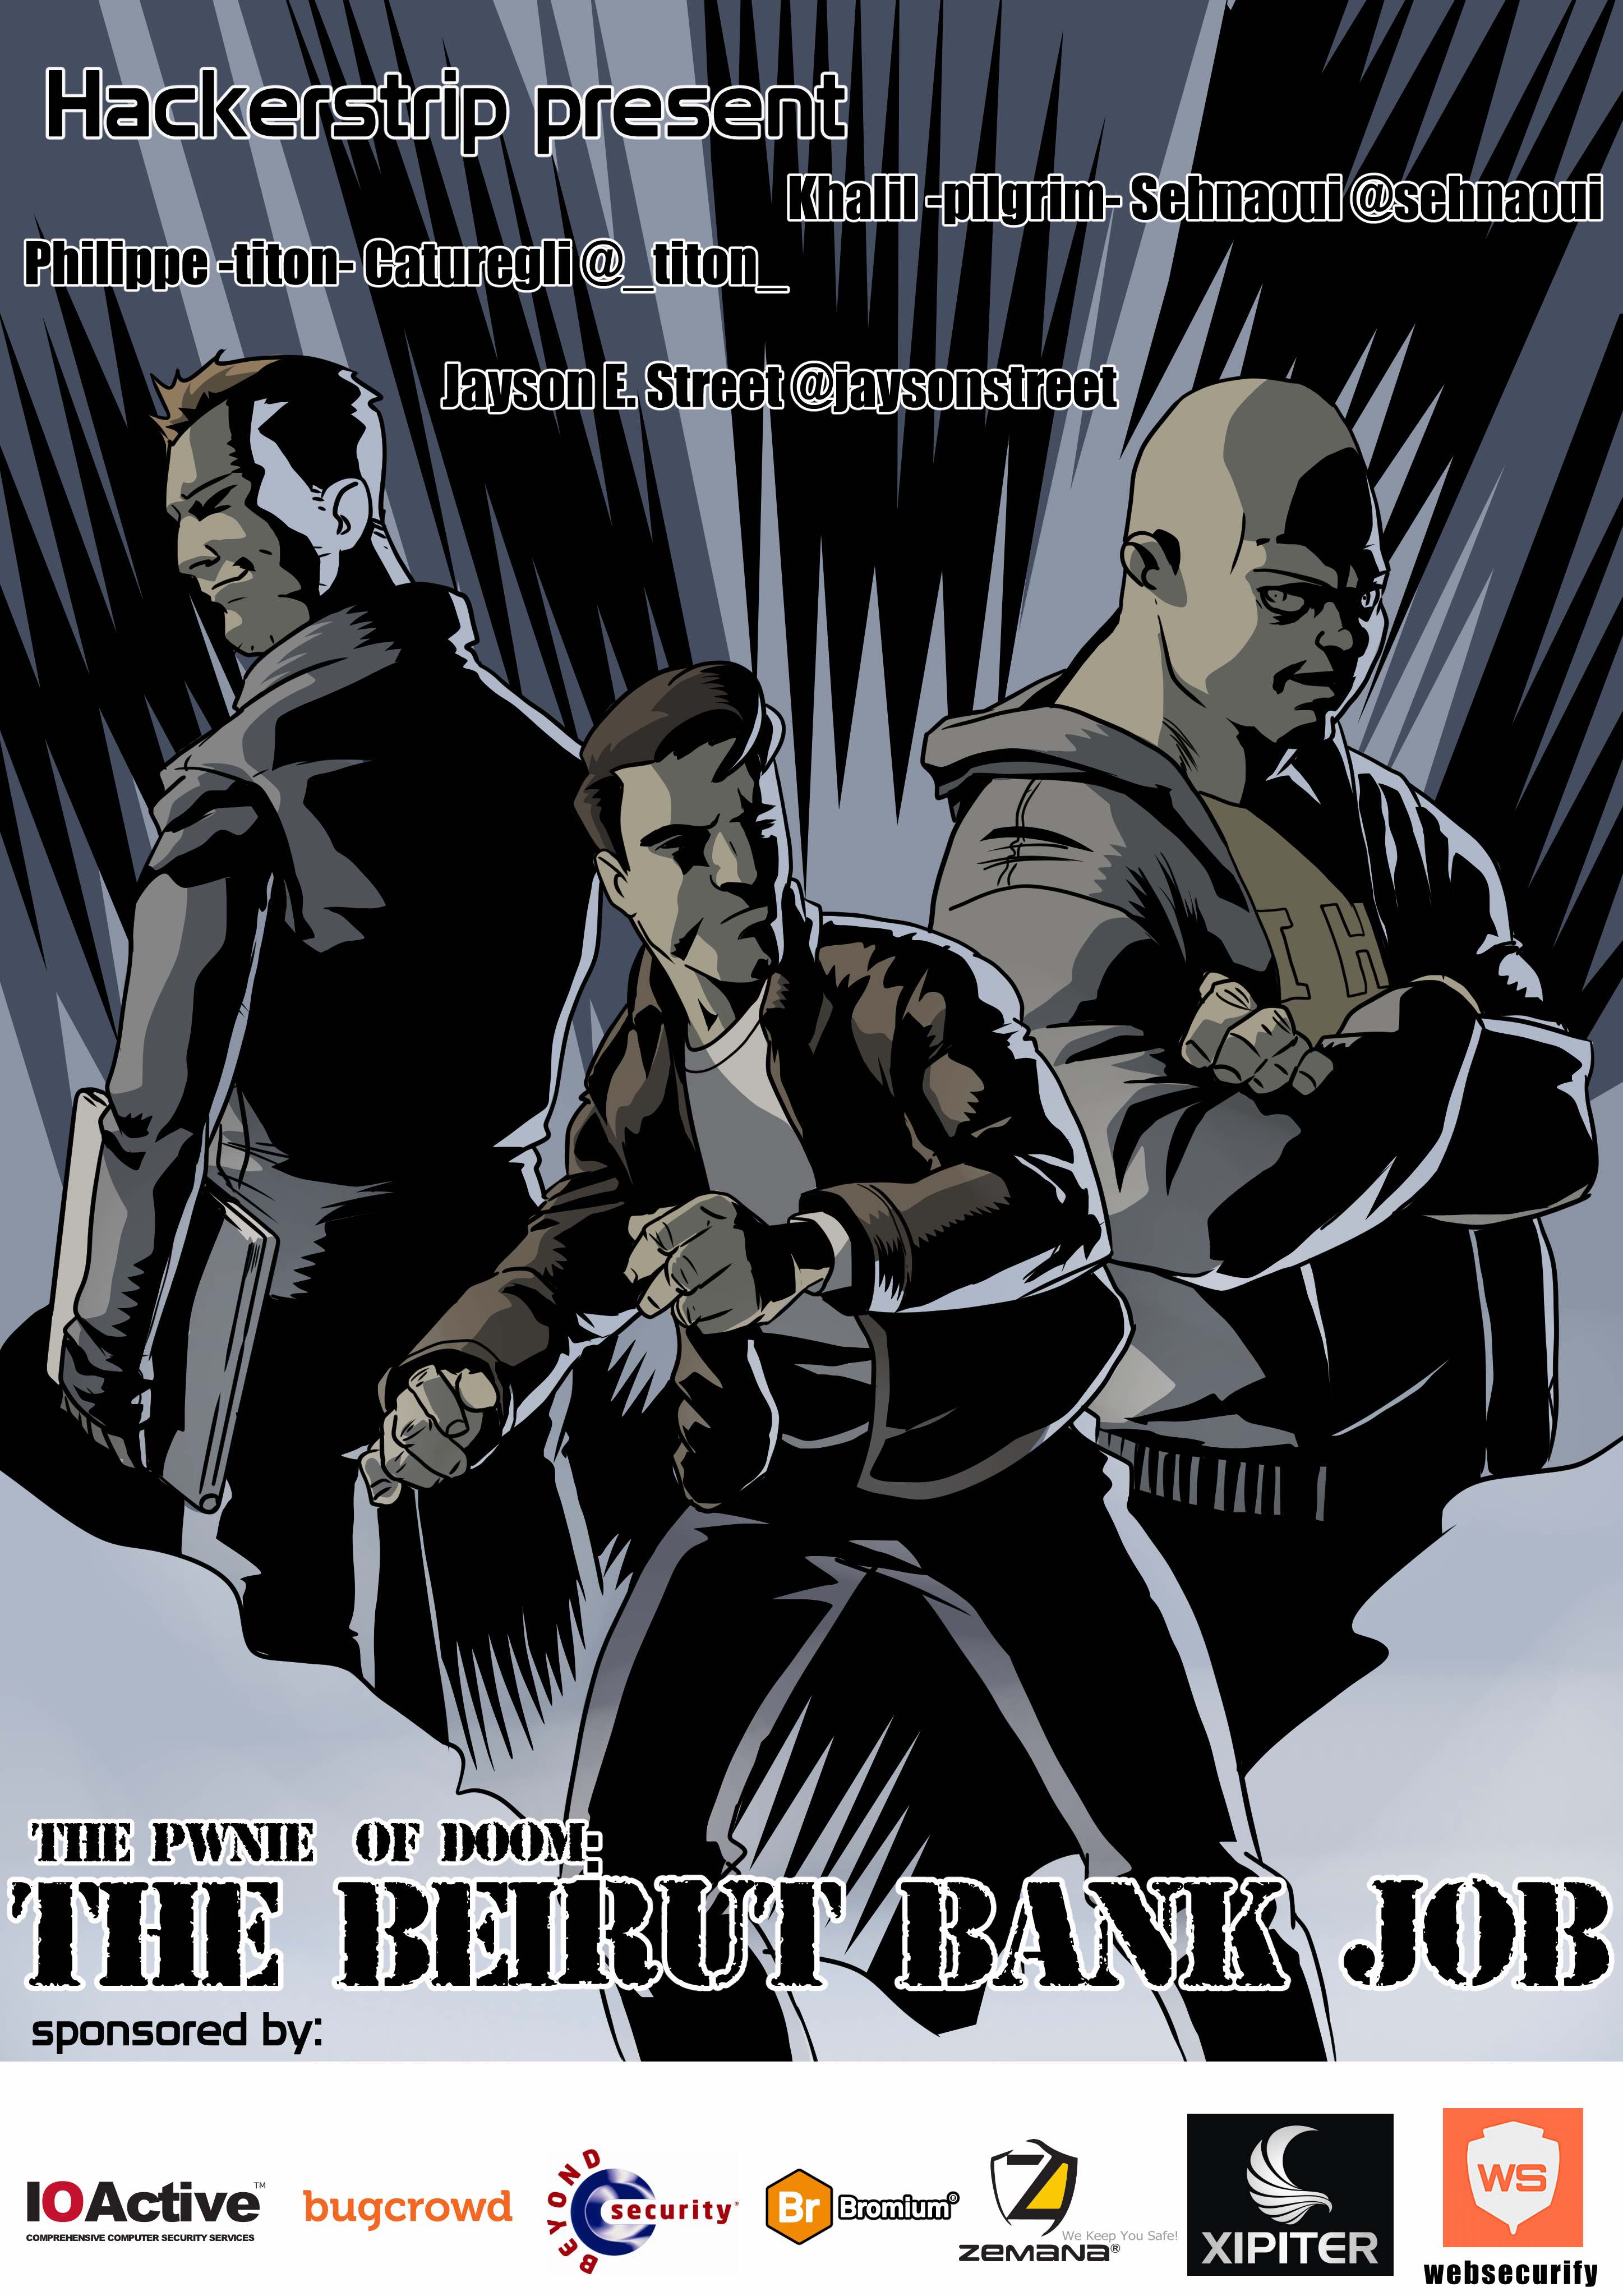 Hackerstrip present
Khalil -pilgrim- Sehnaoui @sehnaoui
Philippe -titon- Caturegli @_titon_
Jayson E. Street @jaysonstreet
IH
THE PWNIE OF DOOM:
THE BEIRUT BANK JOB
sponsored by:
IOActive™
COMPREHENSIVE COMPUTER SECURITY SERVICES
bugcrowd
BEYOND security®
Br Bromium®
We Keep You Safe!
ZEMANA®
XIPITER
WS
websecurify